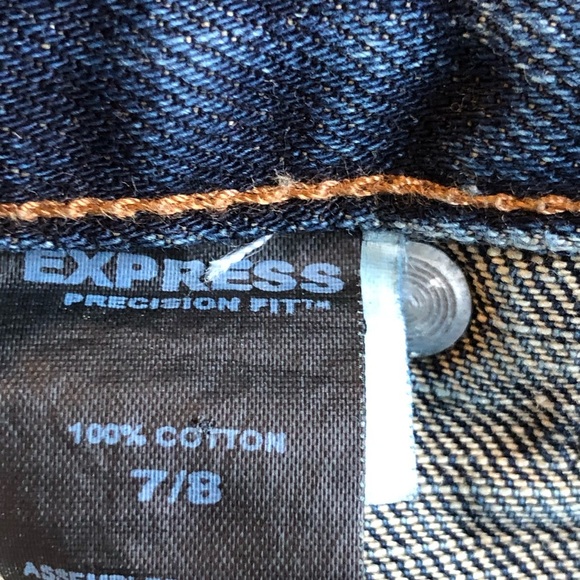 EXPRESS
PRECISION FIT™
100% COTTON
7/8